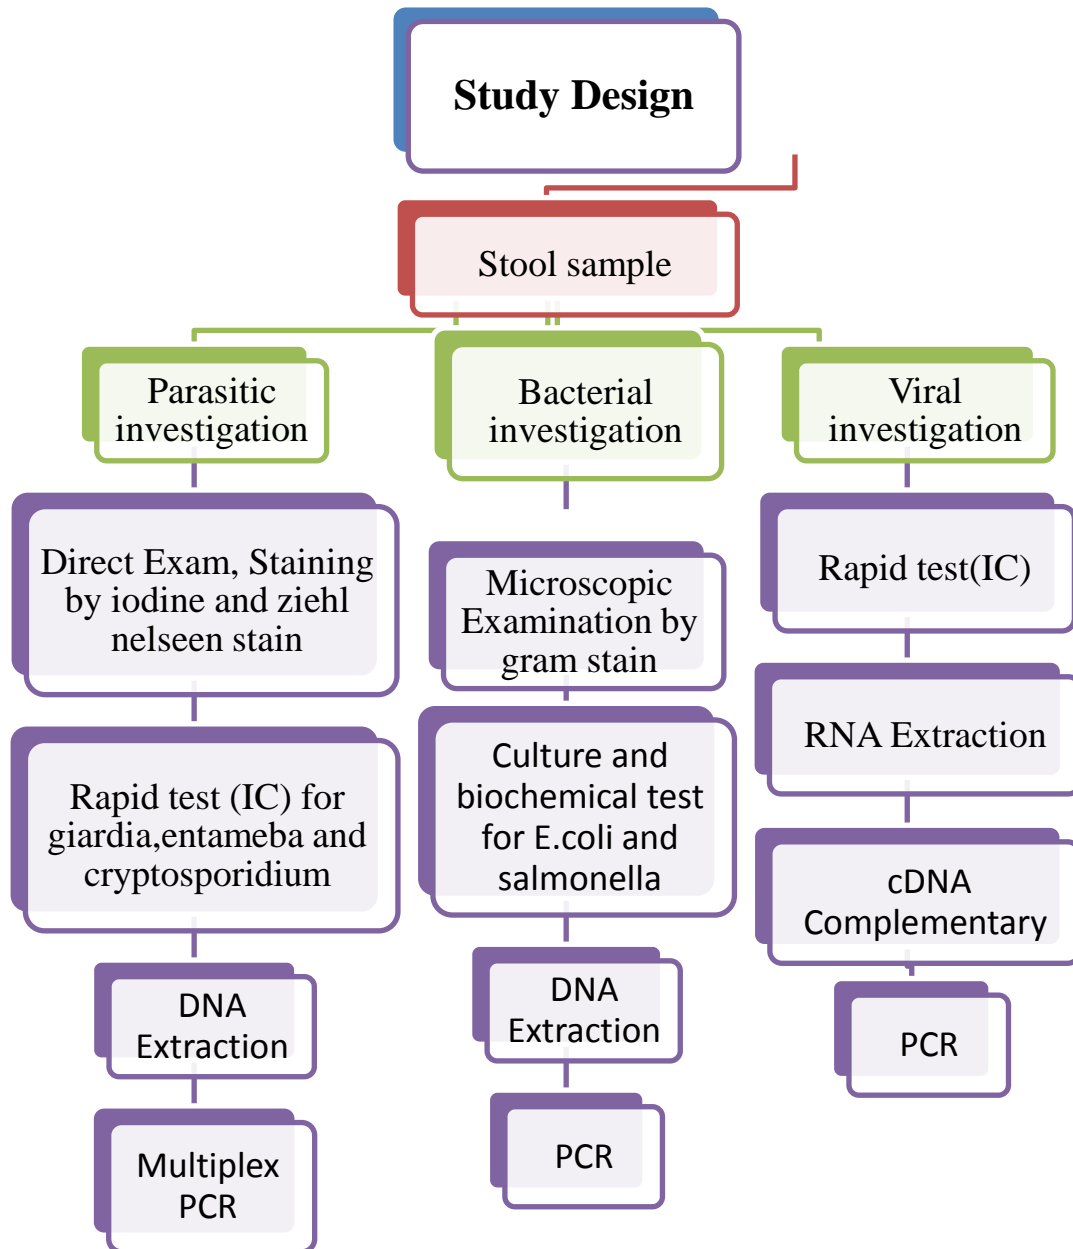 Study Design
Stool sample
Parasitic
investigation
Bacterial
investigation
Viral
investigation
Direct Exam, Staining
by iodine and ziehl
nelseen stain
Microscopic
Examination by
gram stain
Rapid test(IC)
Rapid test (IC) for
giardia,entameba and
cryptosporidium
Culture and
biochemical test
for E.coli and
salmonella
RNA Extraction
cDNA
Complementary
DNA
Extraction
DNA
Extraction
PCR
Multiplex
PCR
PCR